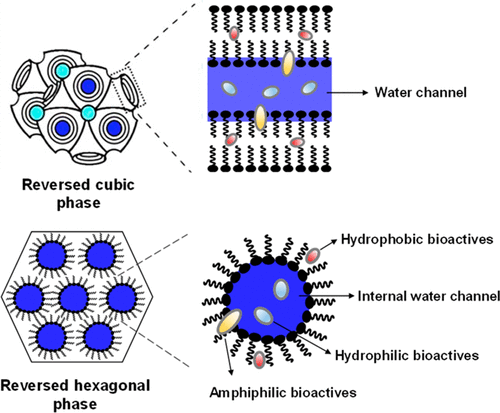 Water channel
Reversed cubic
phase
Hydrophobic bioactives
Internal water channel
Hydrophilic bioactives
Amphiphilic bioactives
Reversed hexagonal
phase